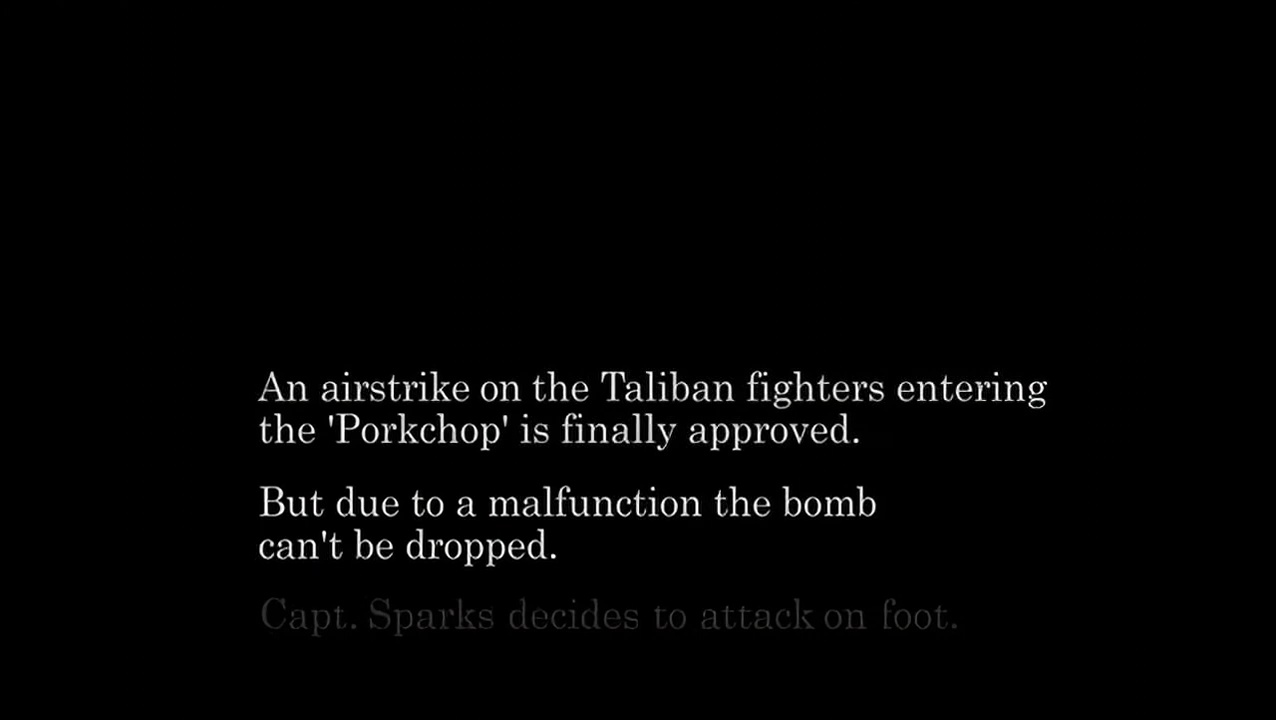 An airstrike on the Taliban fighters entering
the 'Porkchop' is finally approved.
But due to a malfunction the bomb
can't be dropped.
Capt. Sparks decides to attack on foot.